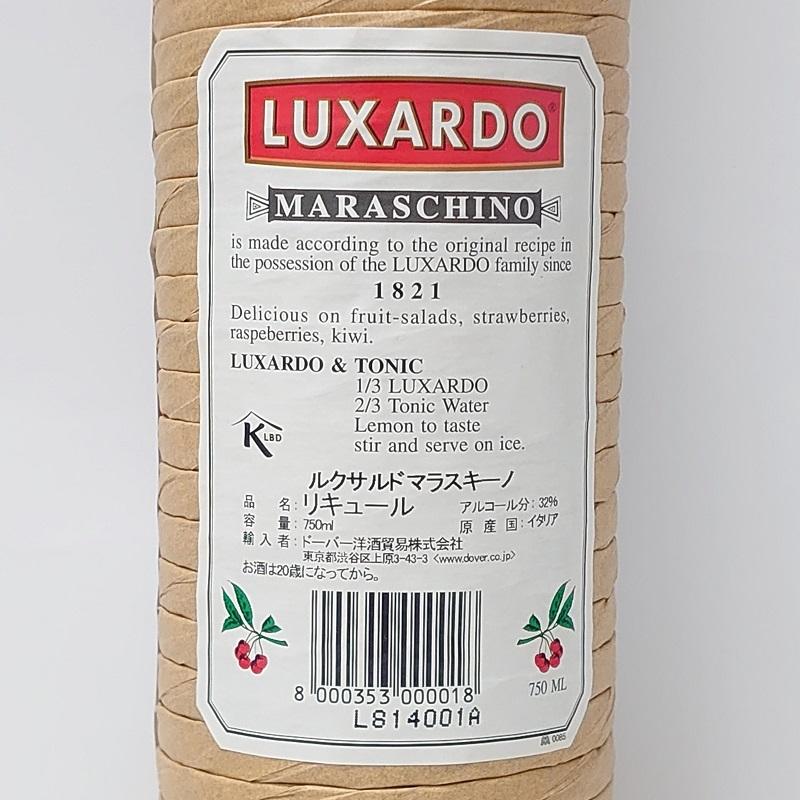 LUXARDO®
MARASCHINO
is made according to the original recipe in
the possession of the LUXARDO family since
1821
Delicious on fruit-salads, strawberries,
raspeberries, kiwi.
LUXARDO & TONIC
1/3 LUXARDO
2/3 Tonic Water
Lemon to taste
stir and serve on ice.
K LBD
ルクサルドマラスキーノ
品 名：リキュール アルコール分：32%
容 量：750ml 原 産 国：イタリア
輸 入 者：ドーバー洋酒貿易株式会社
東京都渋谷区上原3-43-3 <www.dover.co.jp>
お酒は20歳になってから。
8 000353 000018
750 ML
L814001A
0085